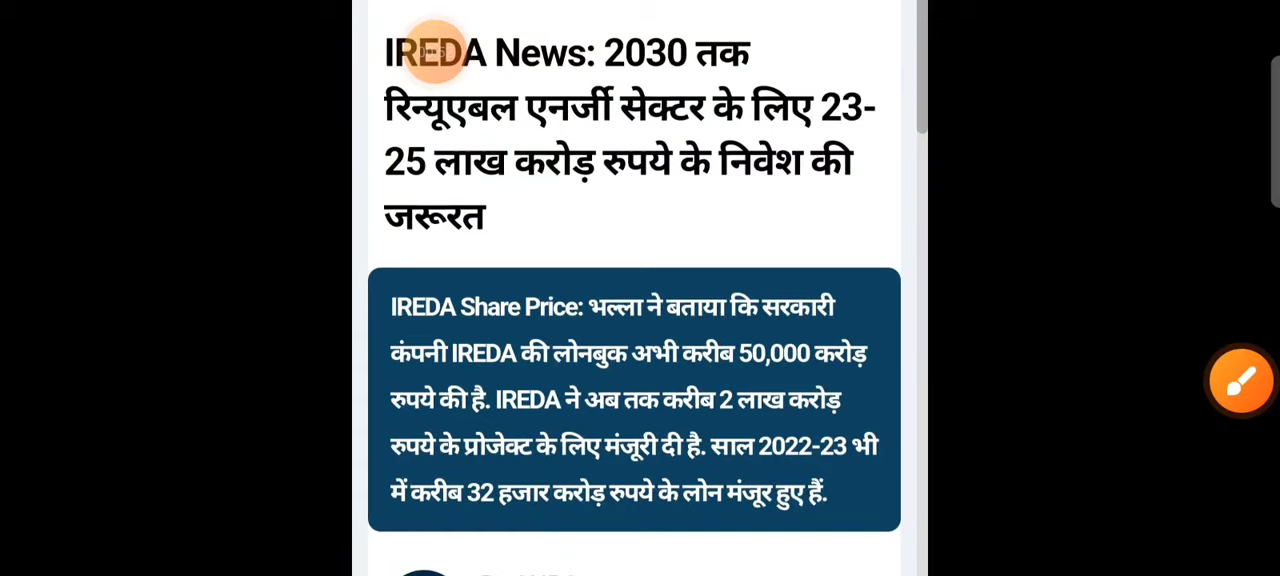 IREDA News: 2030 तक
रिन्यूएबल एनर्जी सेक्टर के लिए 23-
25 लाख करोड़ रुपये के निवेश की
जरूरत
IREDA Share Price: भल्ला ने बताया कि सरकारी
कंपनी IREDA की लोनबुक अभी करीब 50,000 करोड़
रुपये की है. IREDA ने अब तक करीब 2 लाख करोड़
रुपये के प्रोजेक्ट के लिए मंजूरी दी है. साल 2022-23 भी
में करीब 32 हजार करोड़ रुपये के लोन मंजूर हुए हैं.